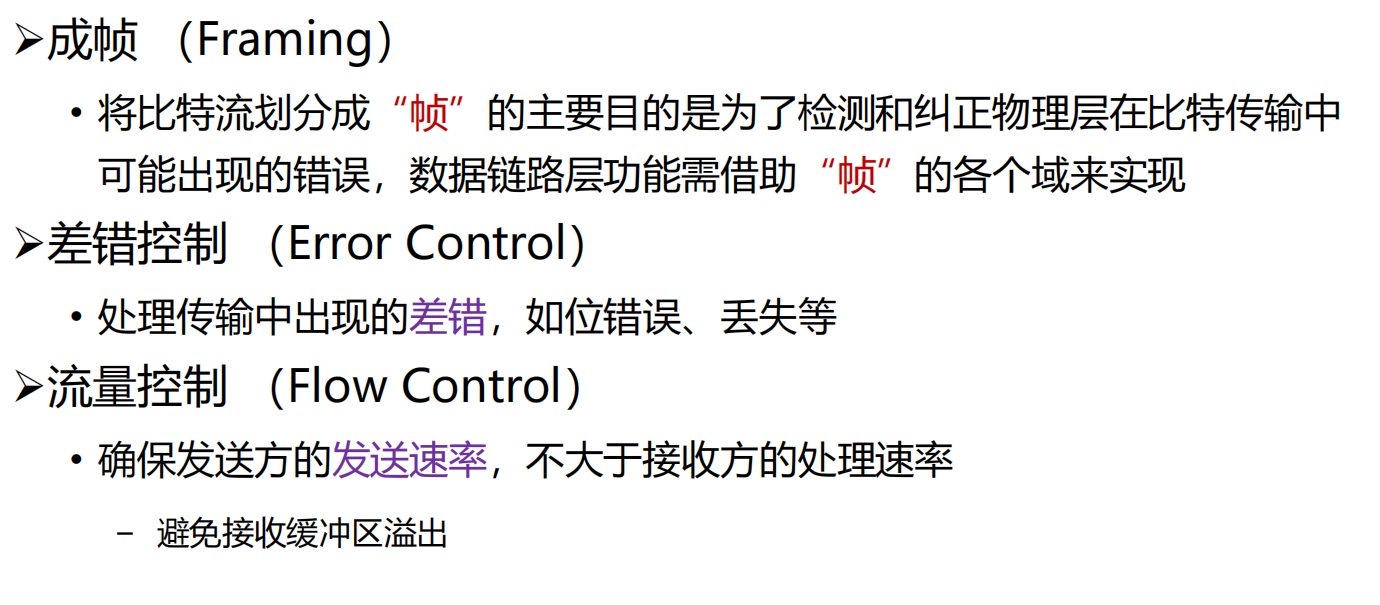 ➢成帧 （Framing）
• 将比特流划分成“帧”的主要目的是为了检测和纠正物理层在比特传输中
可能出现的错误，数据链路层功能需借助“帧”的各个域来实现
➢差错控制 （Error Control）
• 处理传输中出现的差错，如位错误、丢失等
➢流量控制 （Flow Control）
• 确保发送方的发送速率，不大于接收方的处理速率
– 避免接收缓冲区溢出